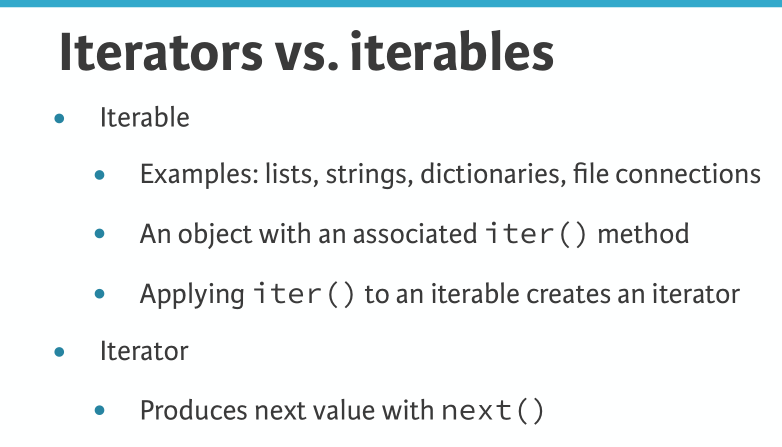 Iterators vs. iterables
• Iterable
• Examples: lists, strings, dictionaries, file connections
• An object with an associated iter() method
• Applying iter() to an iterable creates an iterator
• Iterator
• Produces next value with next()